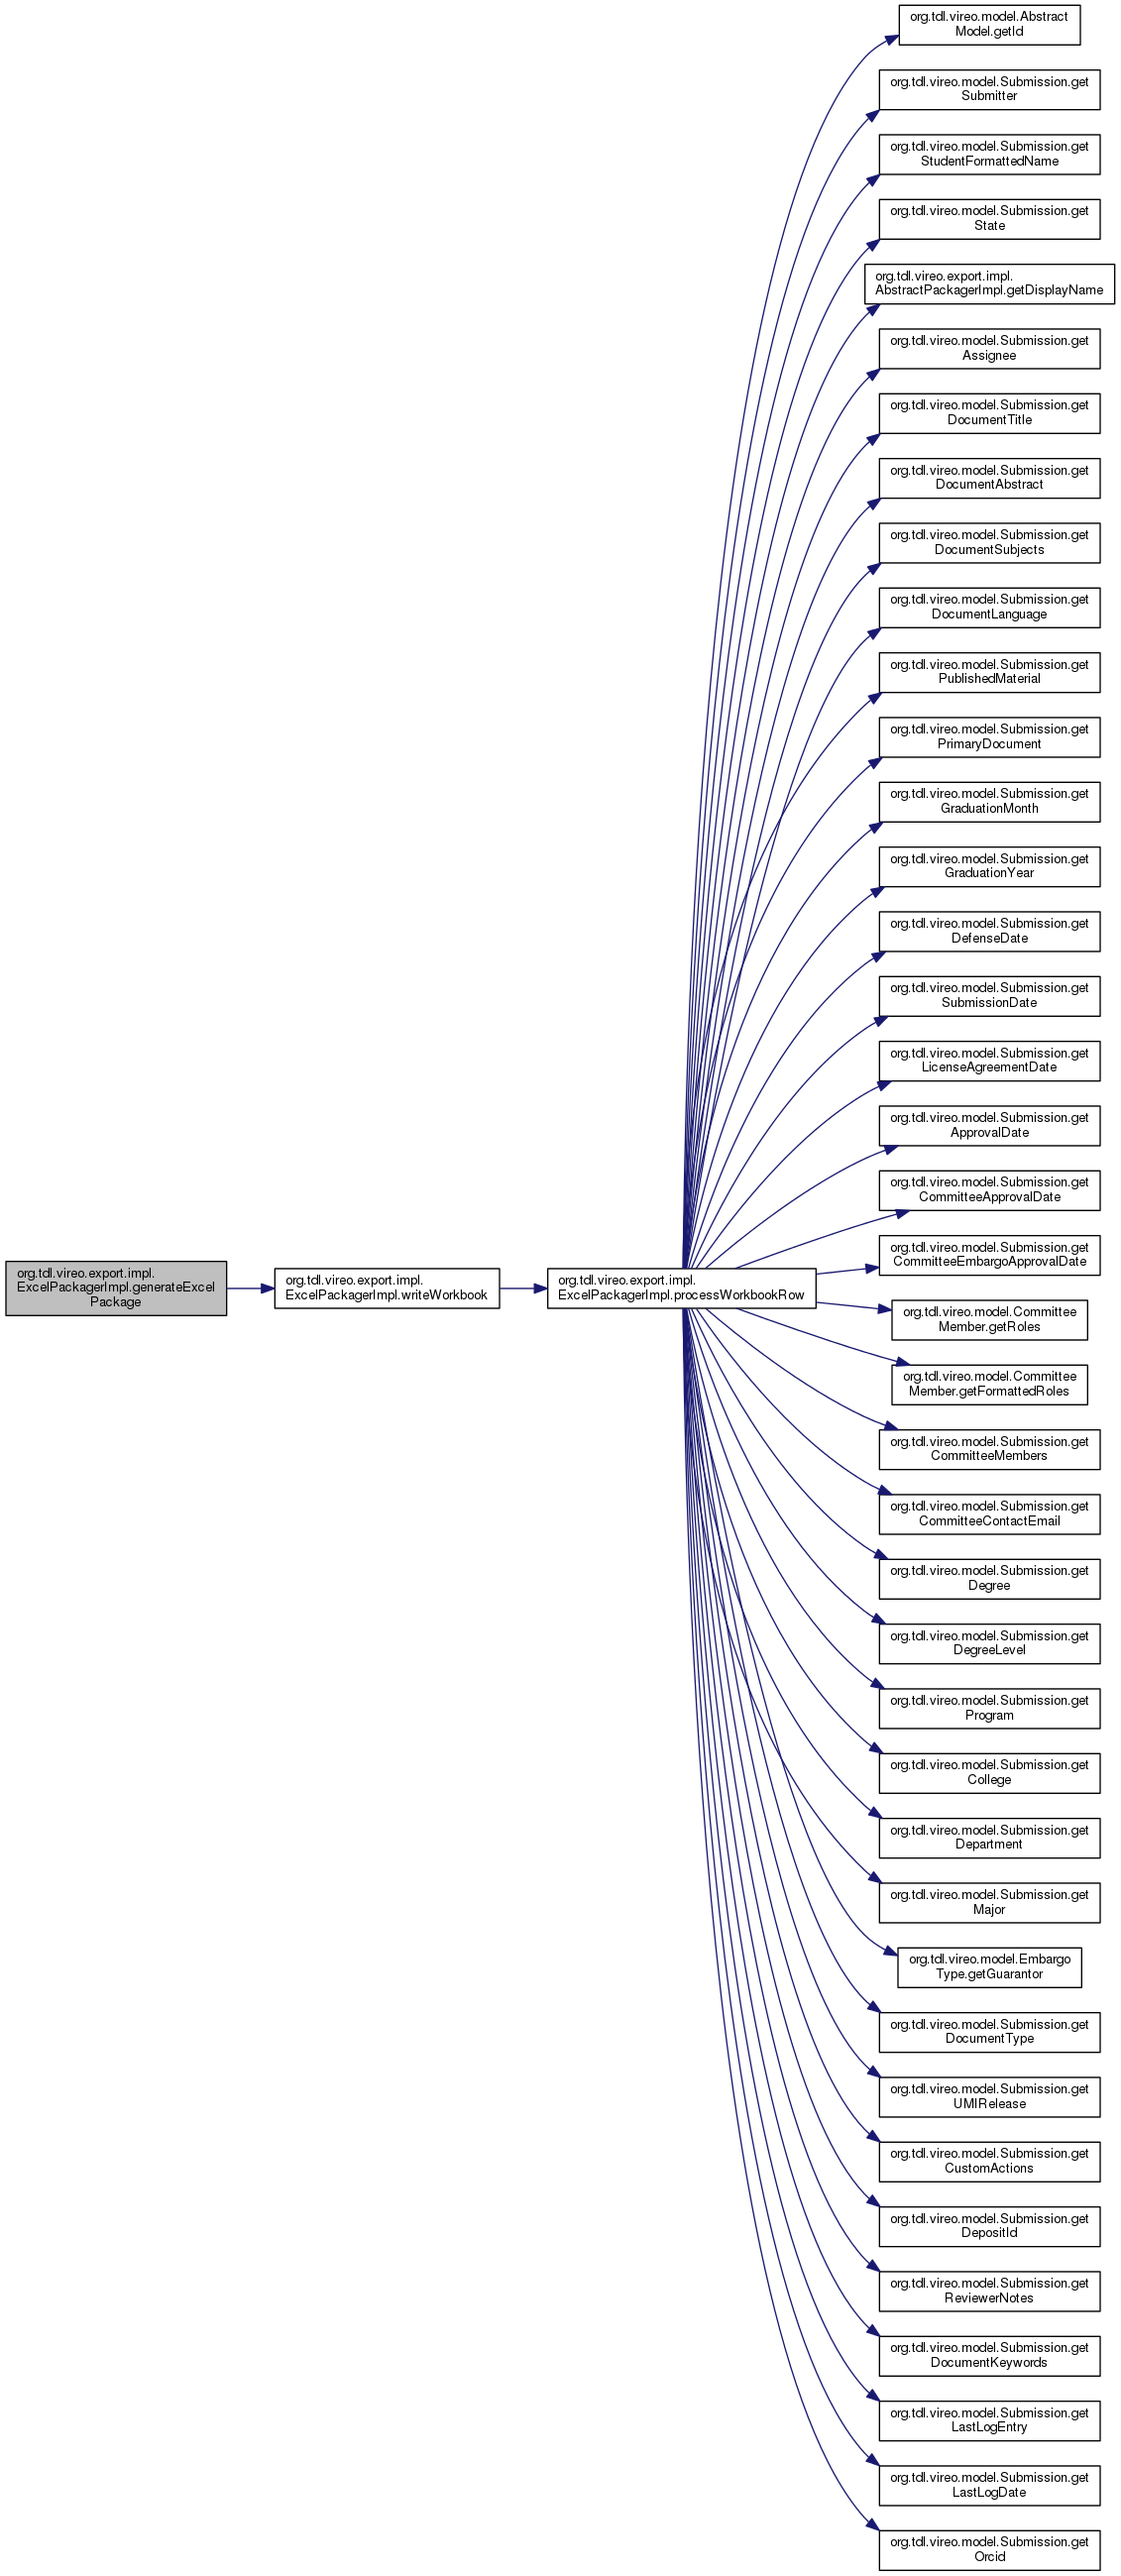 org.tdl.vireo.model.Abstract
Model.getId
org.tdl.vireo.model.Submission.get
Submitter
org.tdl.vireo.model.Submission.get
StudentFormattedName
org.tdl.vireo.model.Submission.get
State
org.tdl.vireo.export.impl.
AbstractPackagerImpl.getDisplayName
org.tdl.vireo.model.Submission.get
Assignee
org.tdl.vireo.model.Submission.get
DocumentTitle
org.tdl.vireo.model.Submission.get
DocumentAbstract
org.tdl.vireo.model.Submission.get
DocumentSubjects
org.tdl.vireo.model.Submission.get
DocumentLanguage
org.tdl.vireo.model.Submission.get
PublishedMaterial
org.tdl.vireo.model.Submission.get
PrimaryDocument
org.tdl.vireo.model.Submission.get
GraduationMonth
org.tdl.vireo.model.Submission.get
GraduationYear
org.tdl.vireo.model.Submission.get
DefenseDate
org.tdl.vireo.model.Submission.get
SubmissionDate
org.tdl.vireo.model.Submission.get
LicenseAgreementDate
org.tdl.vireo.model.Submission.get
ApprovalDate
org.tdl.vireo.model.Submission.get
CommitteeApprovalDate
org.tdl.vireo.model.Submission.get
CommitteeEmbargoApprovalDate
org.tdl.vireo.export.impl.
ExcelPackagerImpl.generateExcel
Package
org.tdl.vireo.export.impl.
ExcelPackagerImpl.writeWorkbook
org.tdl.vireo.export.impl.
ExcelPackagerImpl.processWorkbookRow
org.tdl.vireo.model.Committee
Member.getRoles
org.tdl.vireo.model.Committee
Member.getFormattedRoles
org.tdl.vireo.model.Submission.get
CommitteeMembers
org.tdl.vireo.model.Submission.get
CommitteeContactEmail
org.tdl.vireo.model.Submission.get
Degree
org.tdl.vireo.model.Submission.get
DegreeLevel
org.tdl.vireo.model.Submission.get
Program
org.tdl.vireo.model.Submission.get
College
org.tdl.vireo.model.Submission.get
Department
org.tdl.vireo.model.Submission.get
Major
org.tdl.vireo.model.Embargo
Type.getGuarantor
org.tdl.vireo.model.Submission.get
DocumentType
org.tdl.vireo.model.Submission.get
UMIRelease
org.tdl.vireo.model.Submission.get
CustomActions
org.tdl.vireo.model.Submission.get
DepositId
org.tdl.vireo.model.Submission.get
ReviewerNotes
org.tdl.vireo.model.Submission.get
DocumentKeywords
org.tdl.vireo.model.Submission.get
LastLogEntry
org.tdl.vireo.model.Submission.get
LastLogDate
org.tdl.vireo.model.Submission.get
Orcid